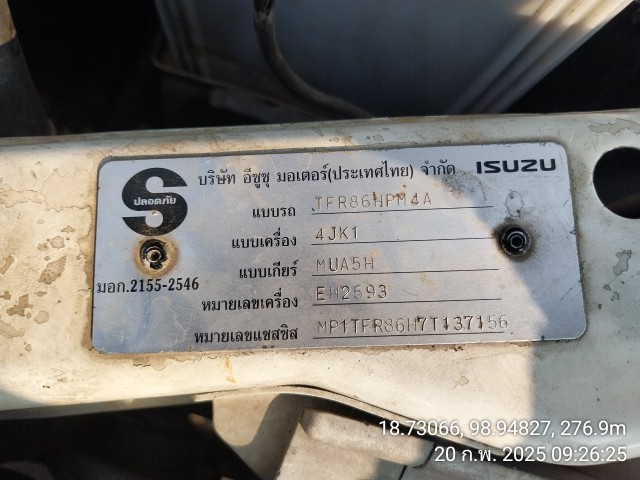 บริษัท อีซูซุ มอเตอร์(ประเทศไทย) จำกัด ISUZU
S
ปลอดภัย
แบบรถ TFR86HPM4A
แบบเครื่อง 4JK1
แบบเกียร์ MUA5H
มอก.2155-2546
หมายเลขเครื่อง EH2593
หมายเลขแชสซิส MP1TFR86H7T137156
18.73066, 98.94827, 276.9m
20 ก.พ. 2025 09:26:25